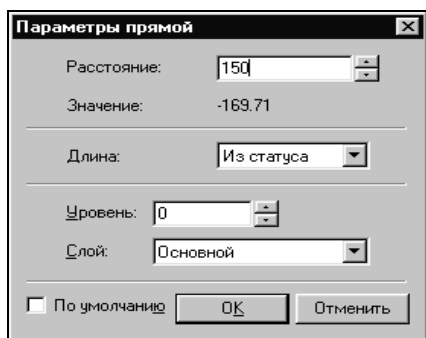 Параметры прямой
Расстояние: 150
Значение: -169.71
Длина: Из статуса
Уровень: 0
Слой: Основной
По умолчанию OK Отменить